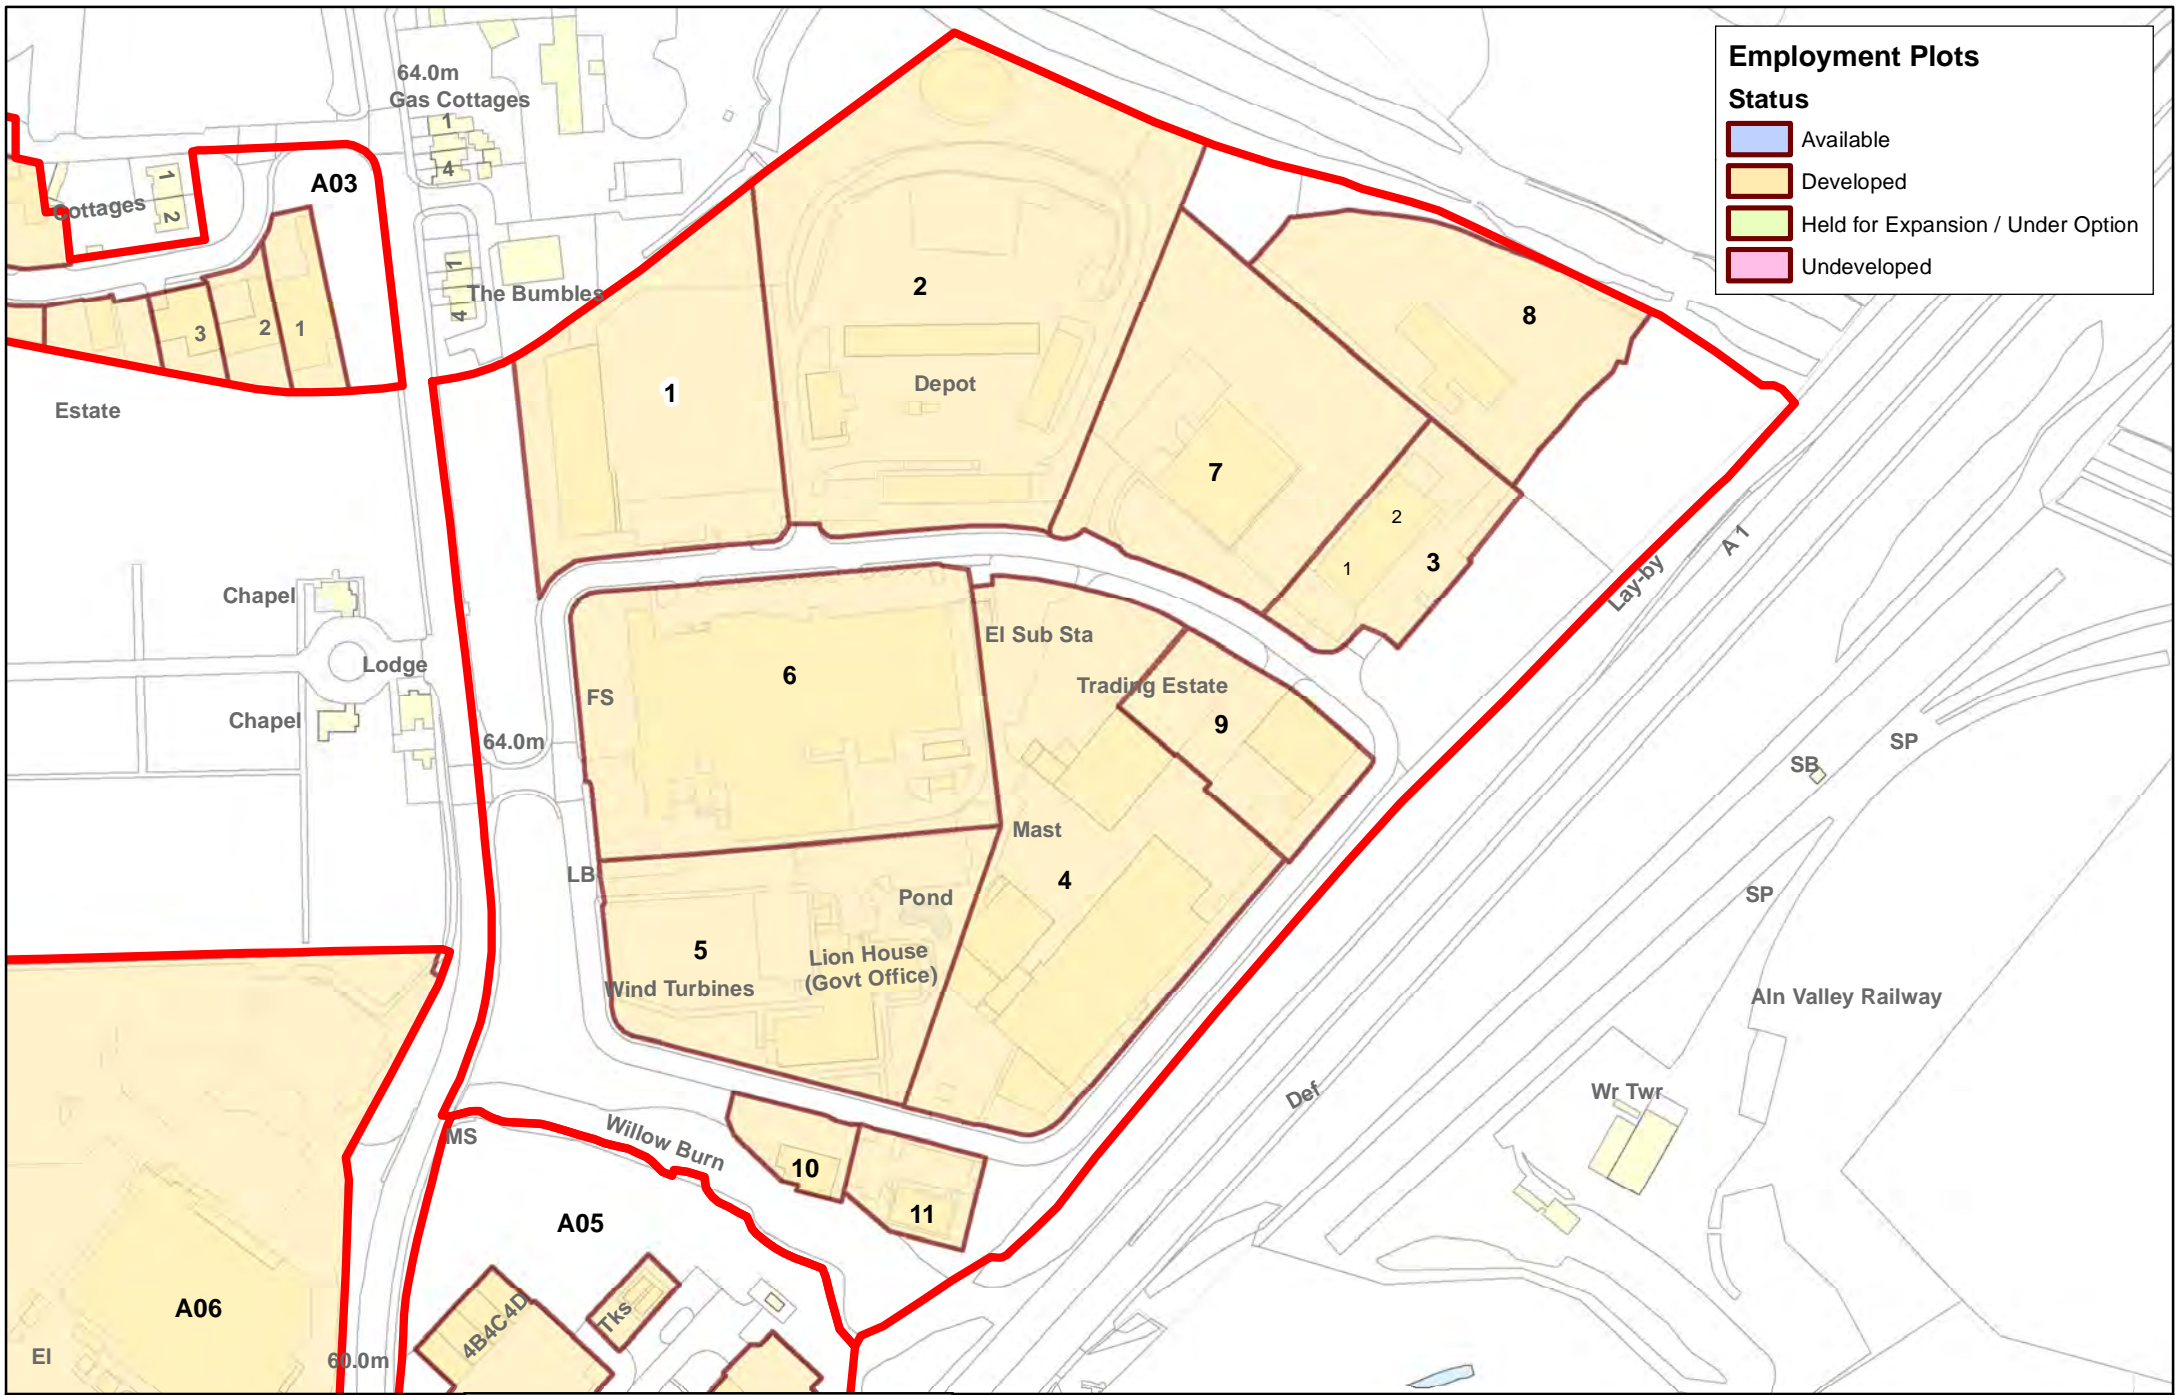 Employment Plots
Status
Available
Developed
Held for Expansion / Under Option
Undeveloped
64.0m
Gas Cottages
1
4
A03
1
2
Cottages
1
4
The Bumbles
3
2
1
Estate
2
8
1
Depot
7
2
1
3
A 1
Lay-by
Chapel
Lodge
Chapel
El Sub Sta
6
FS
Trading Estate
9
64.0m
SP
SB
Mast
LB
4
Pond
SP
5
Lion House
(Govt Office)
Wind Turbines
Aln Valley Railway
Def
Wr Twr
MS
Willow Burn
10
11
A05
A06
4B4C4D
Tks
El
60.0m